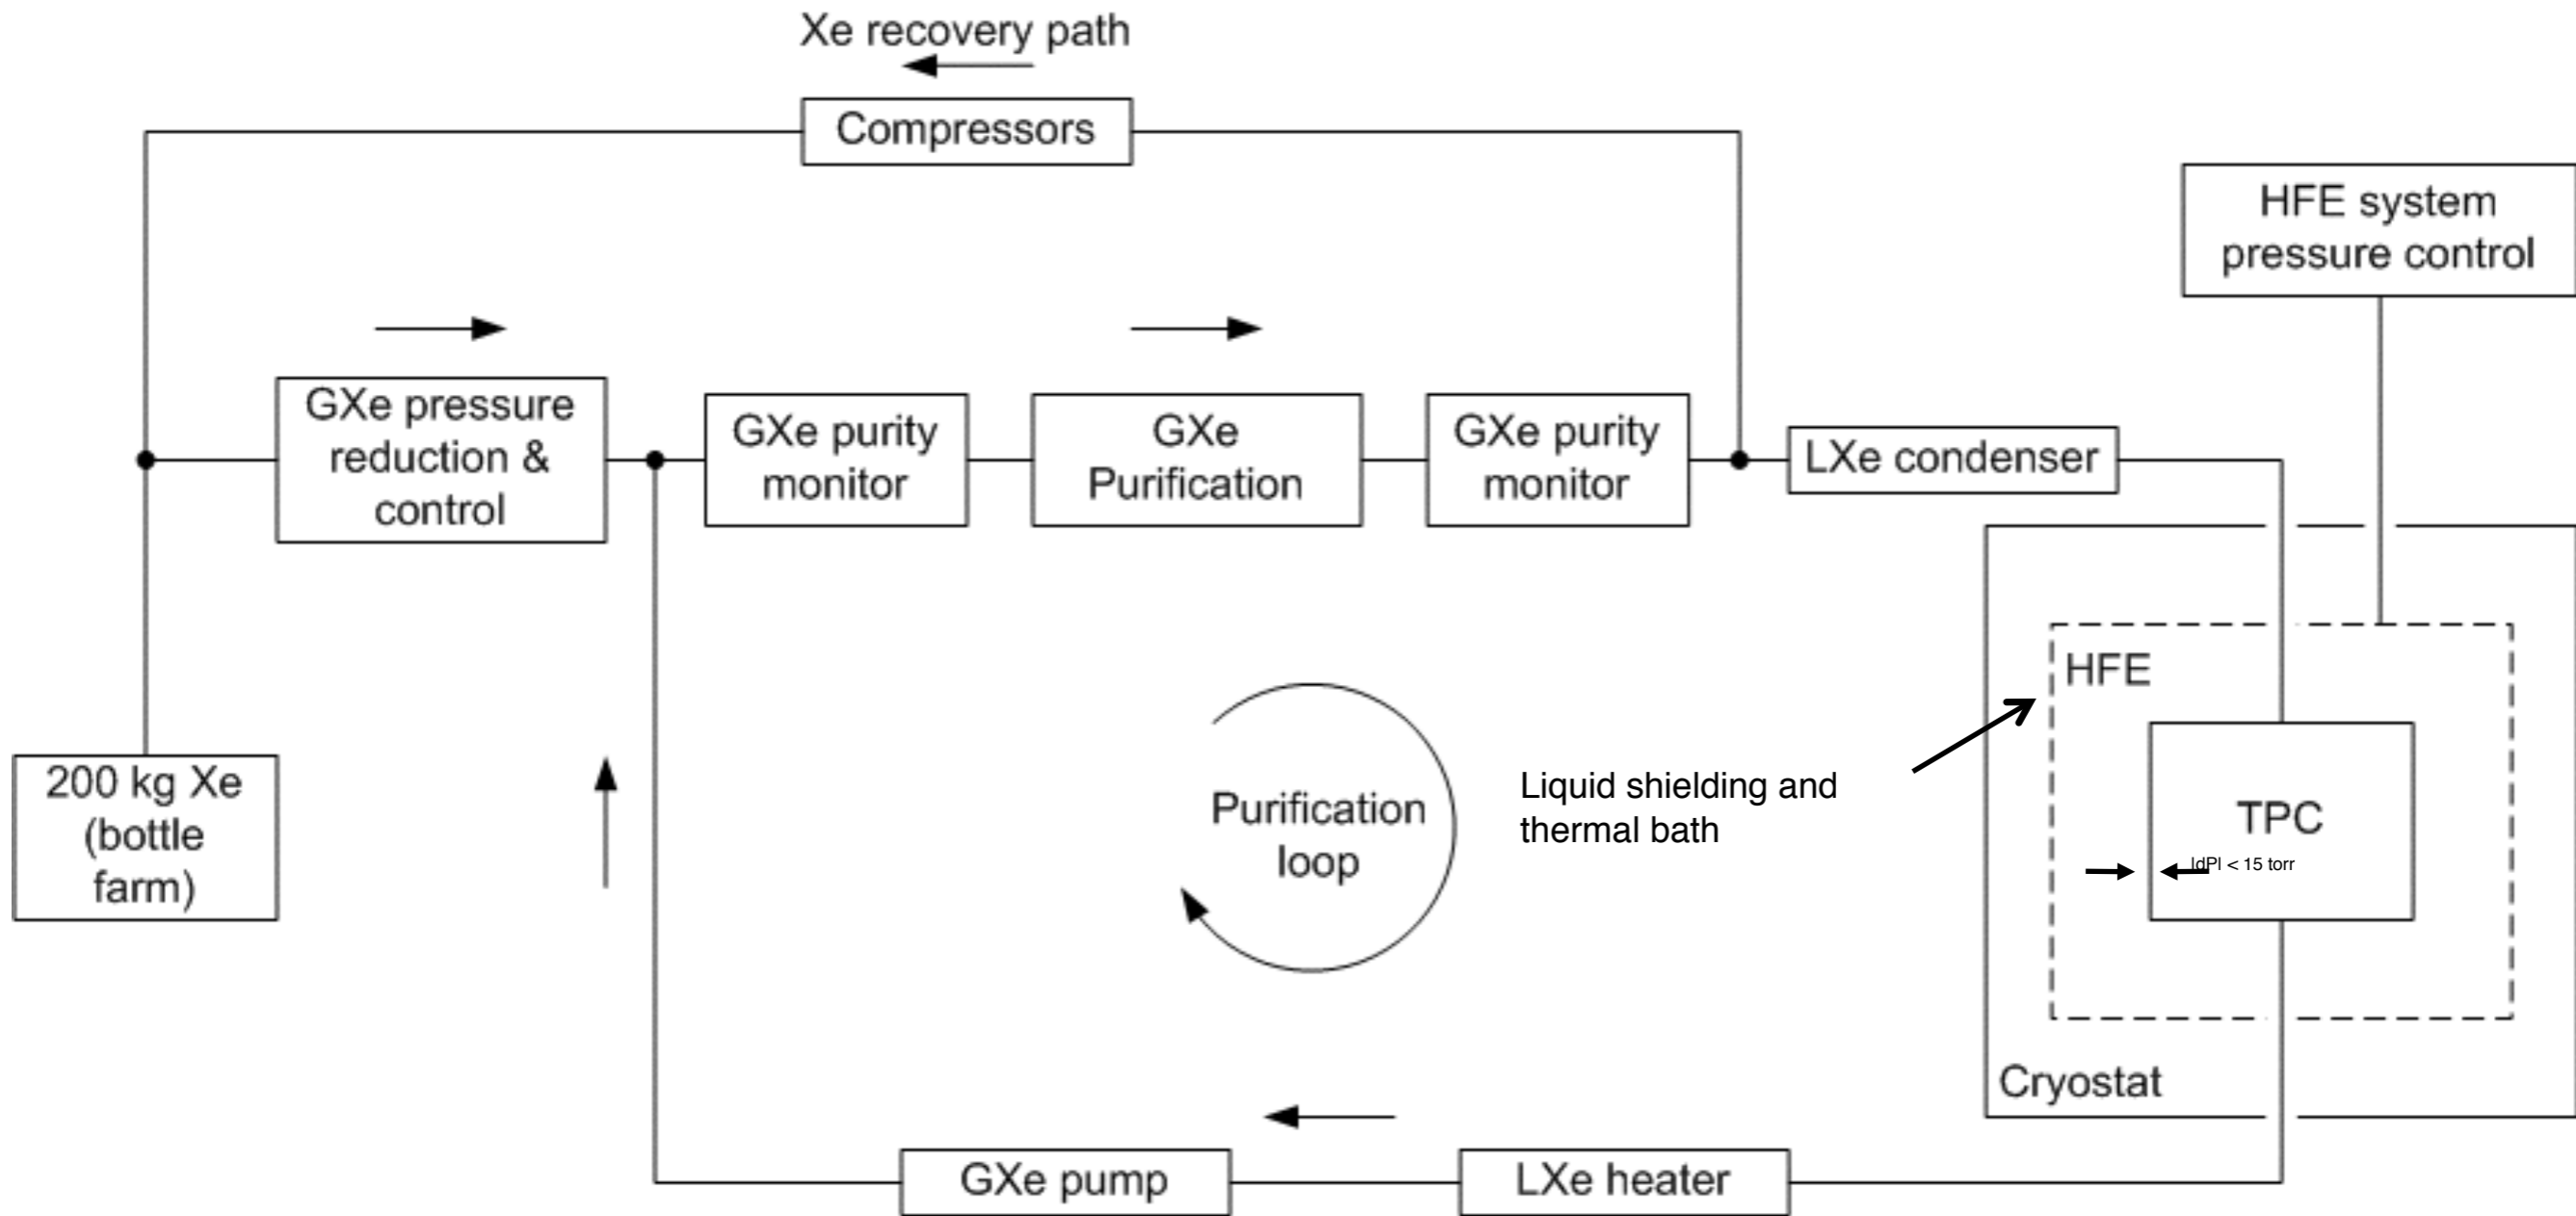 Xe recovery path
Compressors
HFE system
pressure control
GXe pressure
reduction &
control
GXe purity
monitor
GXe
Purification
GXe purity
monitor
LXe condenser
HFE
200 kg Xe
(bottle
farm)
Purification
loop
Liquid shielding and
thermal bath
TPC
|dP| < 15 torr
Cryostat
GXe pump
LXe heater